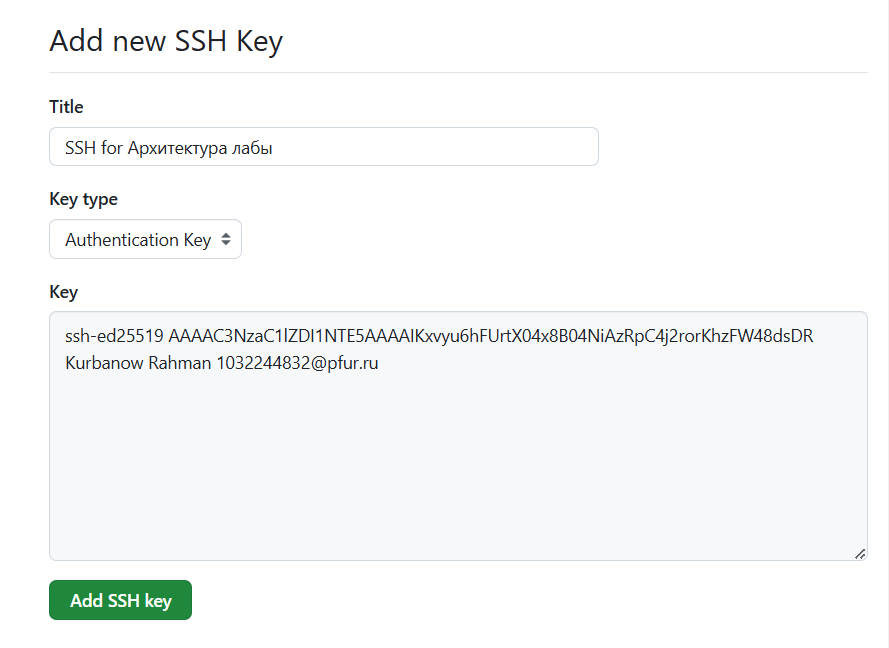 Add new SSH Key
Title
SSH for Архитектура лабы
Key type
Authentication Key
Key
ssh-ed25519 AAAAC3NzaC1lZDI1NTE5AAAAIKxvyu6hFUrtX04x8B04NiAzRpC4j2rorKhzFW48dsDR
Kurbanow Rahman 1032244832@pfur.ru
Add SSH key